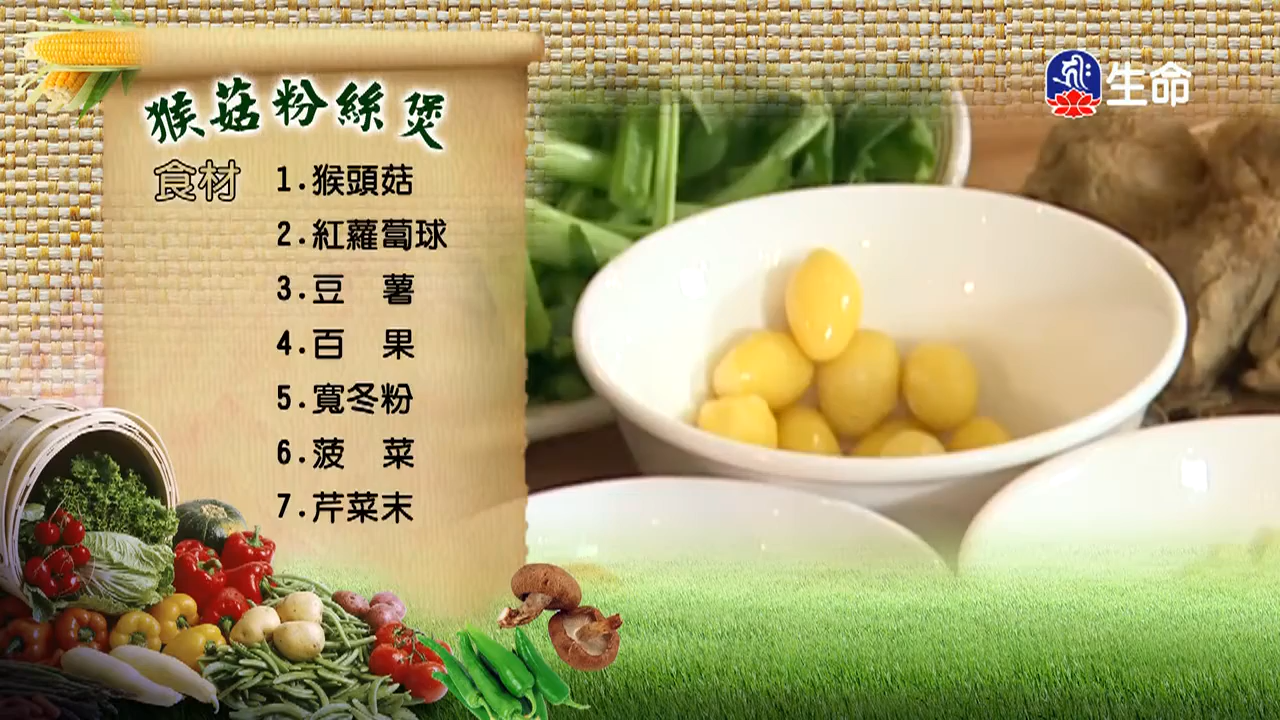 生命
猴菇粉絲煲
食材
1.猴頭菇
2.紅蘿蔔球
3.豆 薯
4.百 果
5.寬冬粉
6.菠 菜
7.芹菜末